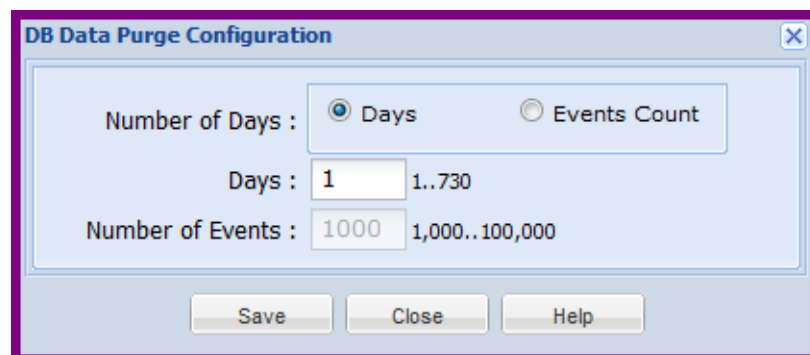 DB Data Purge Configuration
Number of Days : Days Events Count
Days : 1 1..730
Number of Events : 1000 1,000..100,000
Save Close Help